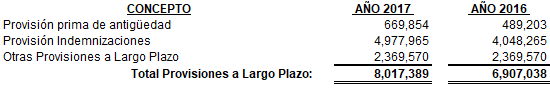 CONCEPTO AÑO 2017 AÑO 2016
Provisión prima de antigüedad 669,854 489,203
Provisión Indemnizaciones 4,977,965 4,048,265
Otras Provisiones a Largo Plazo 2,369,570 2,369,570
Total Provisiones a Largo Plazo: 8,017,389 6,907,038